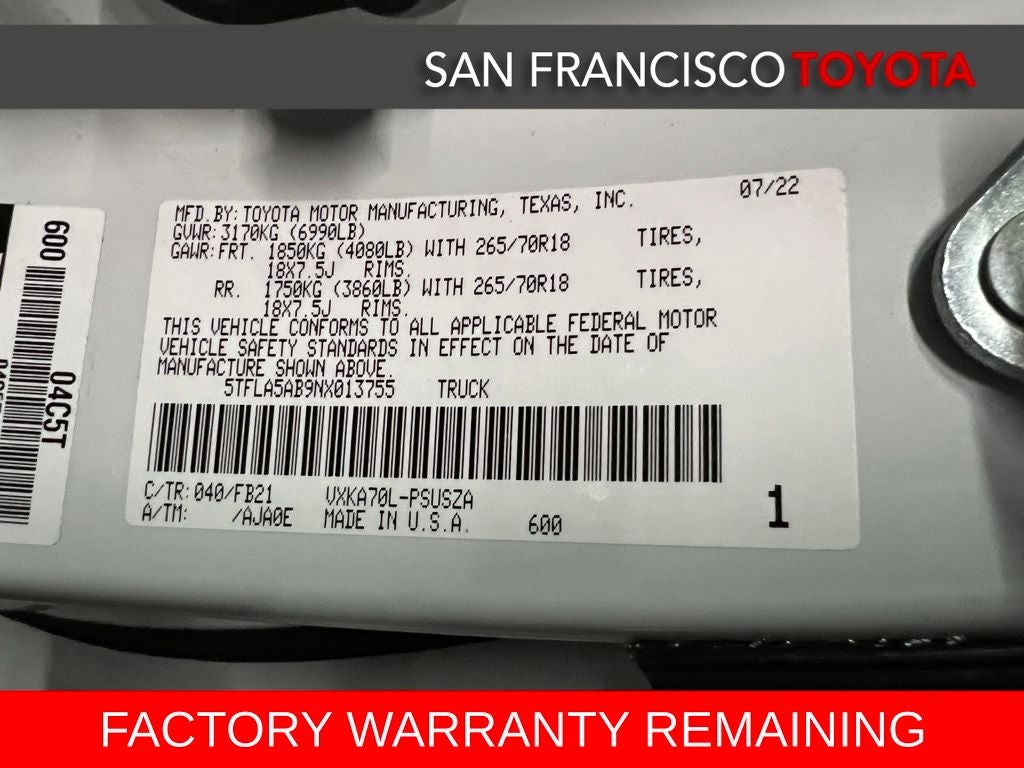 SAN FRANCISCO TOYOTA
MFD.BY:TOYOTA MOTOR MANUFACTURING, TEXAS, INC. 07/22
GVWR:3170KG (6990LB)
GAWR:FRT. 1850KG (4080LB) WITH 265/70R18 TIRES,
18X7.5J RIMS.
RR. 1750KG (3860LB) WITH 265/70R18 TIRES,
18X7.5J RIMS.
THIS VEHICLE CONFORMS TO ALL APPLICABLE FEDERAL MOTOR
VEHICLE SAFETY STANDARDS IN EFFECT ON THE DATE OF
MANUFACTURE SHOWN ABOVE.
5TFLA5AB9NX013755 TRUCK
C/TR:040/FB21 VXKA70L-PSUSZA
A/TM: /AJA0E MADE IN U.S.A. 600
1
600
04C5T
FACTORY WARRANTY REMAINING